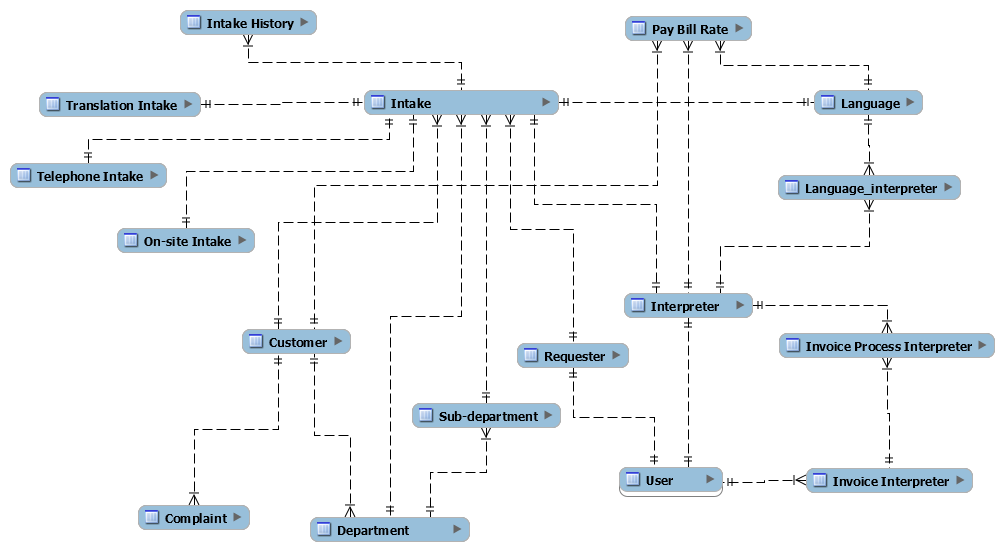 Intake History
Pay Bill Rate
Translation Intake
Intake
Language
Telephone Intake
Language_interpreter
On-site Intake
Interpreter
Customer
Requester
Invoice Process Interpreter
Sub-department
User
Invoice Interpreter
Complaint
Department